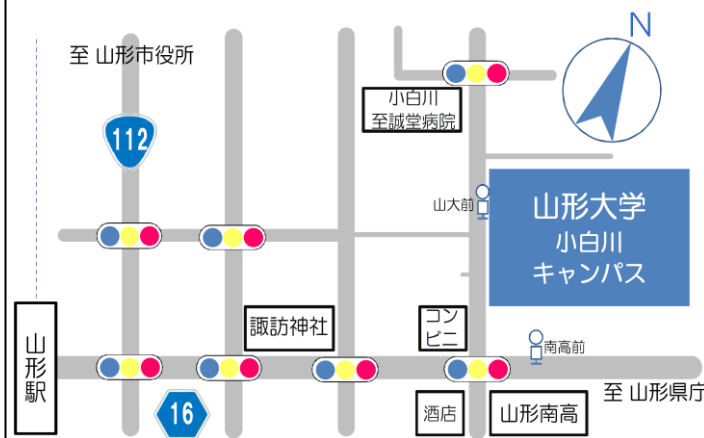 N
至 山形市役所
小白川
至誠堂病院
112
山大前
山形大学
小白川
キャンパス
諏訪神社
コン
ビニ
山形駅
南高前
至 山形県庁
16
酒店
山形南高